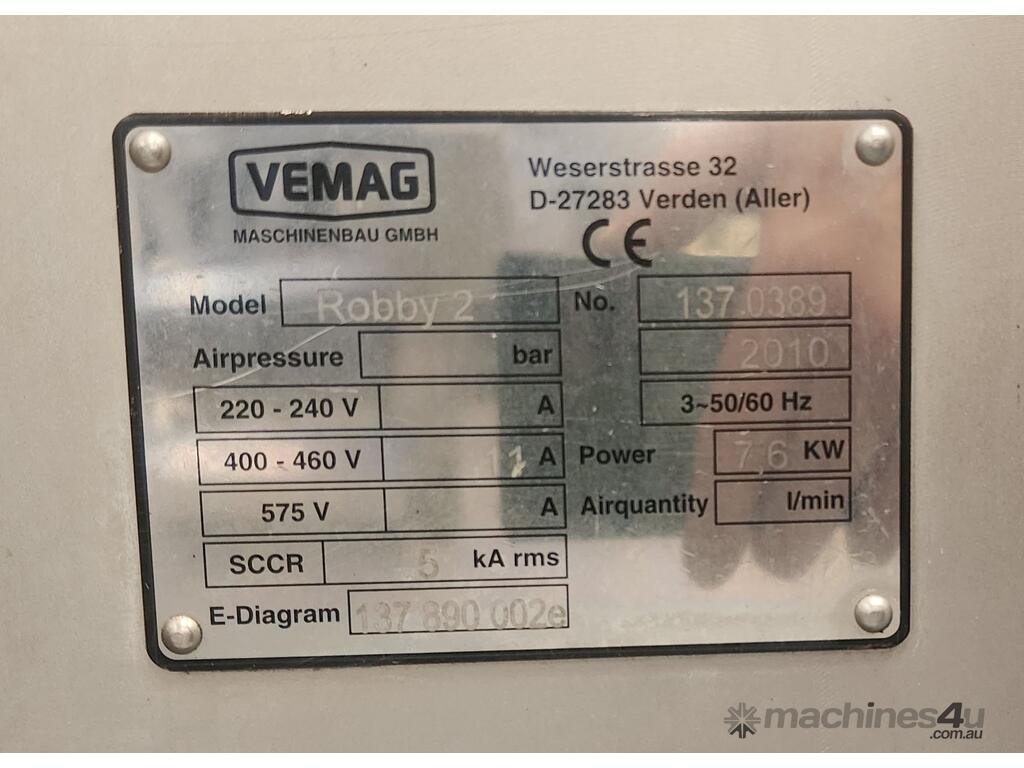 VEMAG
MASCHINENBAU GMBH
Weserstrasse 32
D-27283 Verden (Aller)
CE
Model Robby 2 No. 137.0389
Airpressure bar 2010
220 - 240 V A 3~50/60 Hz
400 - 460 V 11 A Power 7,6 KW
575 V A Airquantity l/min
SCCR 5 kA rms
E-Diagram 137 890 002e
machines4u
.com.au